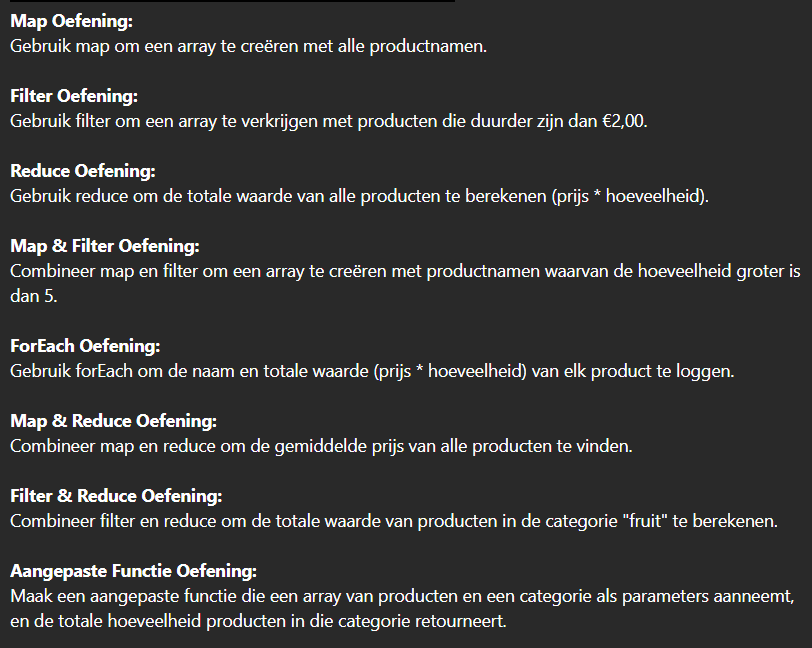 Map Oefening:
Gebruik map om een array te creëren met alle productnamen.
Filter Oefening:
Gebruik filter om een array te verkrijgen met producten die duurder zijn dan €2,00.
Reduce Oefening:
Gebruik reduce om de totale waarde van alle producten te berekenen (prijs * hoeveelheid).
Map & Filter Oefening:
Combineer map en filter om een array te creëren met productnamen waarvan de hoeveelheid groter is
dan 5.
ForEach Oefening:
Gebruik forEach om de naam en totale waarde (prijs * hoeveelheid) van elk product te loggen.
Map & Reduce Oefening:
Combineer map en reduce om de gemiddelde prijs van alle producten te vinden.
Filter & Reduce Oefening:
Combineer filter en reduce om de totale waarde van producten in de categorie "fruit" te berekenen.
Aangepaste Functie Oefening:
Maak een aangepaste functie die een array van producten en een categorie als parameters aanneemt,
en de totale hoeveelheid producten in die categorie retourneert.